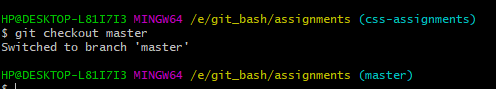 HP@DESKTOP-L81I7I3 MINGW64 /e/git_bash/assignments (css-assignments)
$ git checkout master
Switched to branch 'master'
HP@DESKTOP-L81I7I3 MINGW64 /e/git_bash/assignments (master)
$